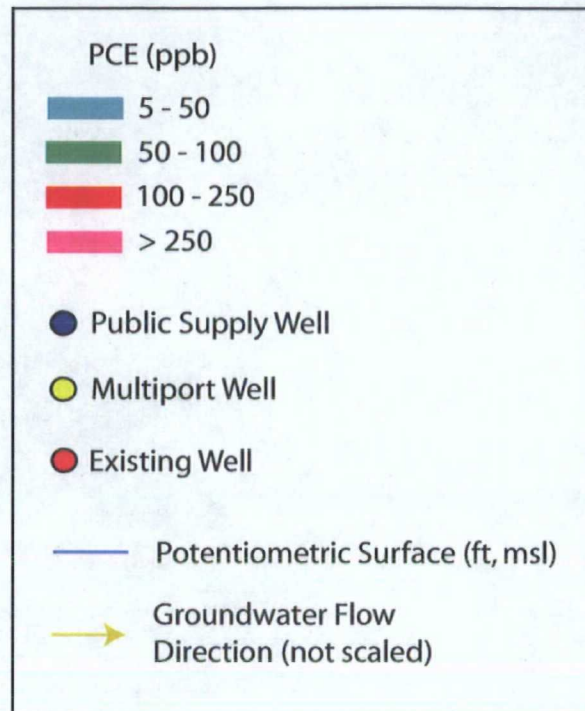 PCE (ppb)
5 - 50
50 - 100
100 - 250
> 250
Public Supply Well
Multiport Well
Existing Well
Potentiometric Surface (ft, msl)
Groundwater Flow
Direction (not scaled)